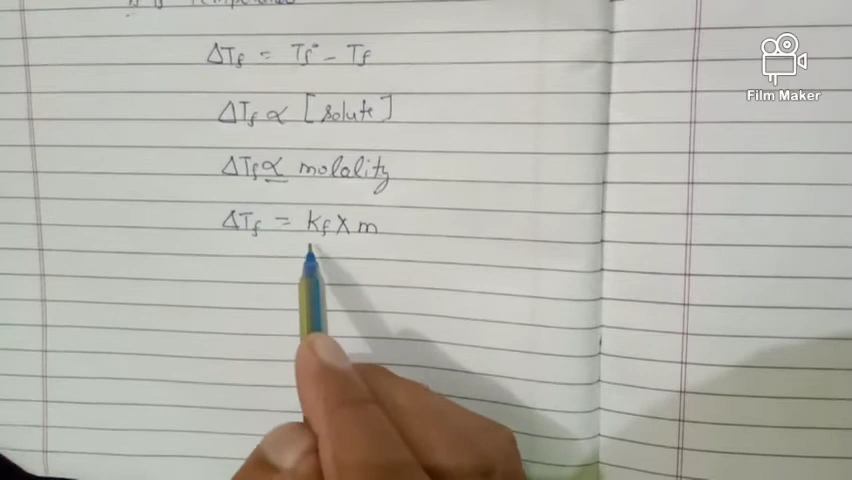 ΔTf = Tf° - Tf
ΔTf ∝ [solute]
ΔTf ∝ molality
ΔTf = Kf × m
Film Maker